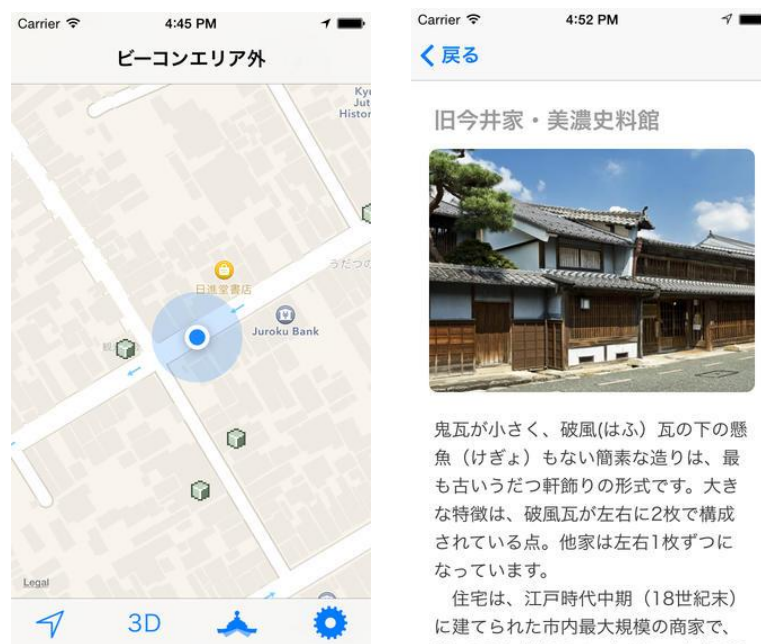 Carrier 4:45 PM
ビーコンエリア外
Kyu
Jut
Histor
うだつの
日進堂書店
Juroku Bank
観
Legal
3D
Carrier 4:52 PM
戻る
旧今井家・美濃史料館
鬼瓦が小さく、破風(はふ）瓦の下の懸
魚（けぎょ）もない簡素な造りは、最
も古いうだつ軒飾りの形式です。大き
な特徴は、破風瓦が左右に2枚で構成
されている点。他家は左右1枚ずつに
なっています。
住宅は、江戸時代中期（18世紀末）
に建てられた市内最大規模の商家で、